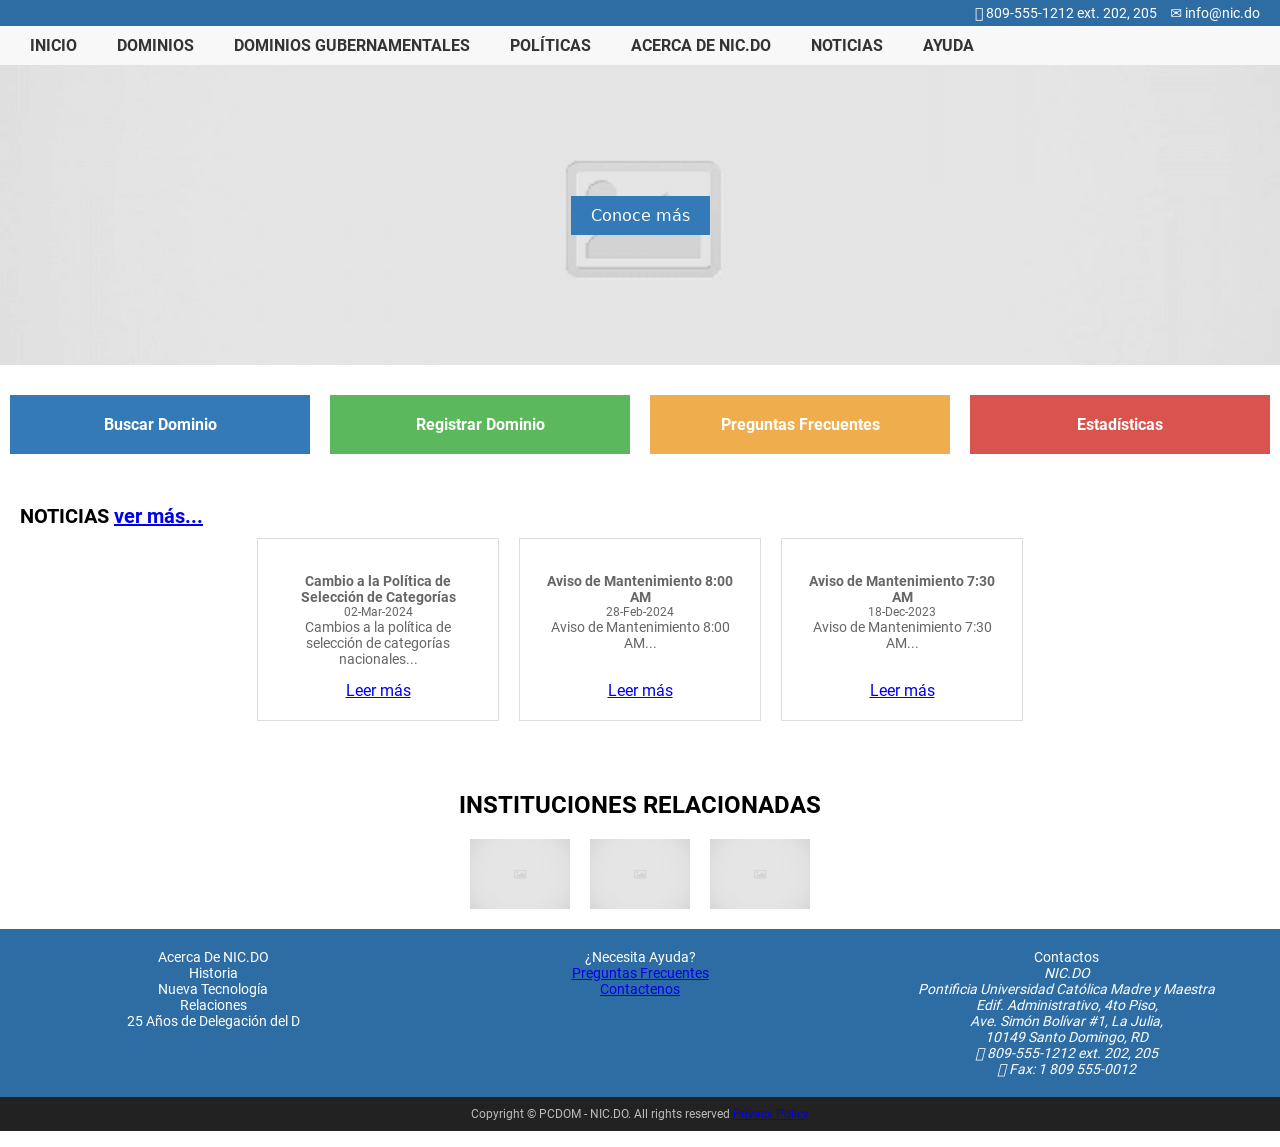 809-555-1212 ext. 202, 205 ✉ info@nic.do
INICIO DOMINIOS DOMINIOS GUBERNAMENTALES POLÍTICAS ACERCA DE NIC.DO NOTICIAS AYUDA
Conoce más
Buscar Dominio Registrar Dominio Preguntas Frecuentes Estadísticas
NOTICIAS ver más...
Cambio a la Política de
Selección de Categorías
02-Mar-2024
Cambios a la política de
selección de categorías
nacionales...
Leer más
Aviso de Mantenimiento 8:00
AM
28-Feb-2024
Aviso de Mantenimiento 8:00
AM...
Leer más
Aviso de Mantenimiento 7:30
AM
18-Dec-2023
Aviso de Mantenimiento 7:30
AM...
Leer más
INSTITUCIONES RELACIONADAS
Acerca De NIC.DO
Historia
Nueva Tecnología
Relaciones
25 Años de Delegación del D
¿Necesita Ayuda?
Preguntas Frecuentes
Contactenos
Contactos
NIC.DO
Pontificia Universidad Católica Madre y Maestra
Edif. Administrativo, 4to Piso,
Ave. Simón Bolívar #1, La Julia,
10149 Santo Domingo, RD
809-555-1212 ext. 202, 205
Fax: 1 809 555-0012
Copyright © PCDOM - NIC.DO. All rights reserved Privacy Policy